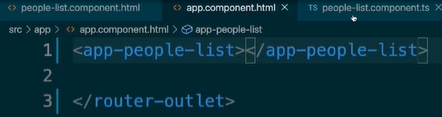 <> people-list.component.html <> app.component.html × TS people-list.component.ts
src > app > <> app.component.html > app-people-list
1 <app-people-list></app-people-list>
2
3 </router-outlet>